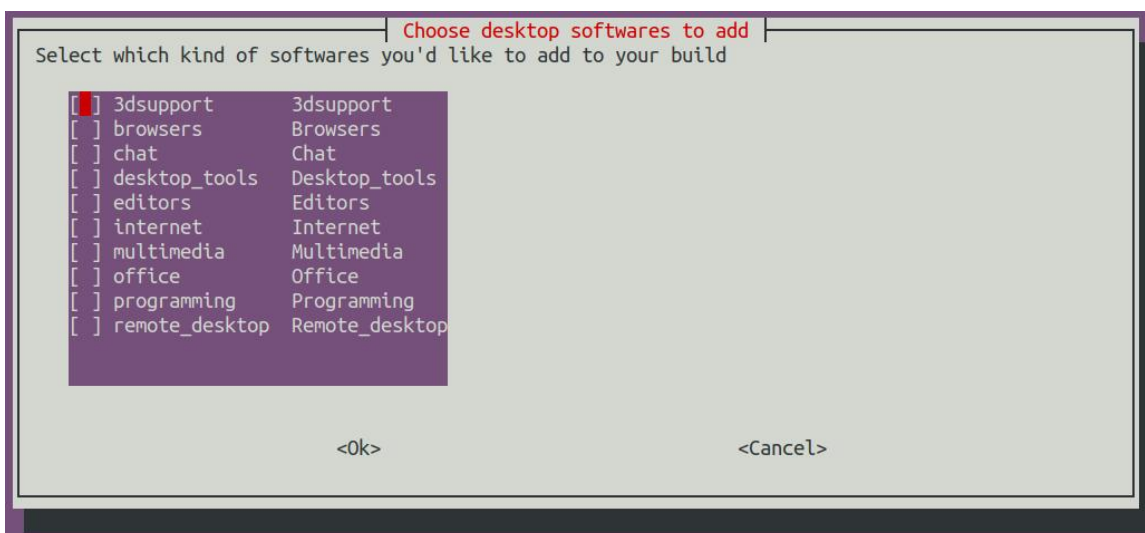 Choose desktop softwares to add
Select which kind of softwares you'd like to add to your build
[ ] 3dsupport 3dsupport
[ ] browsers Browsers
[ ] chat Chat
[ ] desktop_tools Desktop_tools
[ ] editors Editors
[ ] internet Internet
[ ] multimedia Multimedia
[ ] office Office
[ ] programming Programming
[ ] remote_desktop Remote_desktop
<Ok> <Cancel>